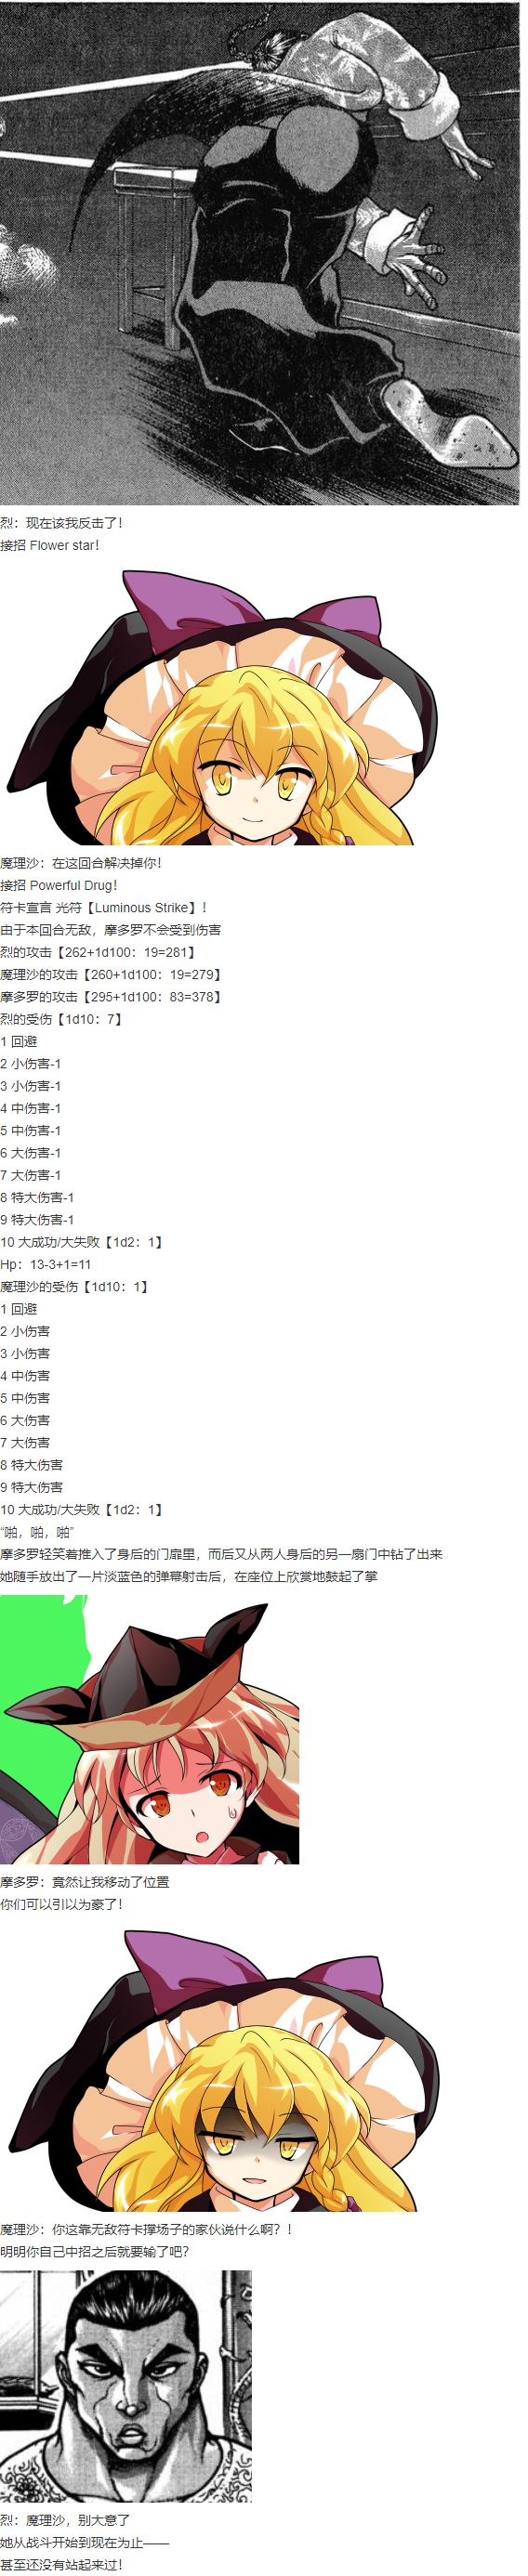 烈：现在该我反击了！
接招 Flower star！
魔理沙：在这回合解决掉你！
接招 Powerful Drug！
符卡宣言 光符【Luminous Strike】！
由于本回合无敌，摩多罗不会受到伤害
烈的攻击【262+1d100：19=281】
魔理沙的攻击【260+1d100：19=279】
摩多罗的攻击【295+1d100：83=378】
烈的受伤【1d10：7】
1 回避
2 小伤害-1
3 小伤害-1
4 中伤害-1
5 中伤害-1
6 大伤害-1
7 大伤害-1
8 特大伤害-1
9 特大伤害-1
10 大成功/大失败【1d2：1】
Hp：13-3+1=11
魔理沙的受伤【1d10：1】
1 回避
2 小伤害
3 小伤害
4 中伤害
5 中伤害
6 大伤害
7 大伤害
8 特大伤害
9 特大伤害
10 大成功/大失败【1d2：1】
“啪，啪，啪”
摩多罗轻笑着推入了身后的门扉里，而后又从两人身后的另一扇门中钻了出来
她随手放出了一片淡蓝色的弹幕射击后，在座位上欣赏地鼓起了掌
摩多罗：竟然让我移动了位置
你们可以引以为豪了！
魔理沙：你这靠无敌符卡撑场子的家伙说什么啊？！
明明你自己中招之后就要输了吧？
烈：魔理沙，别大意了
她从战斗开始到现在为止——
甚至还没有站起来过！